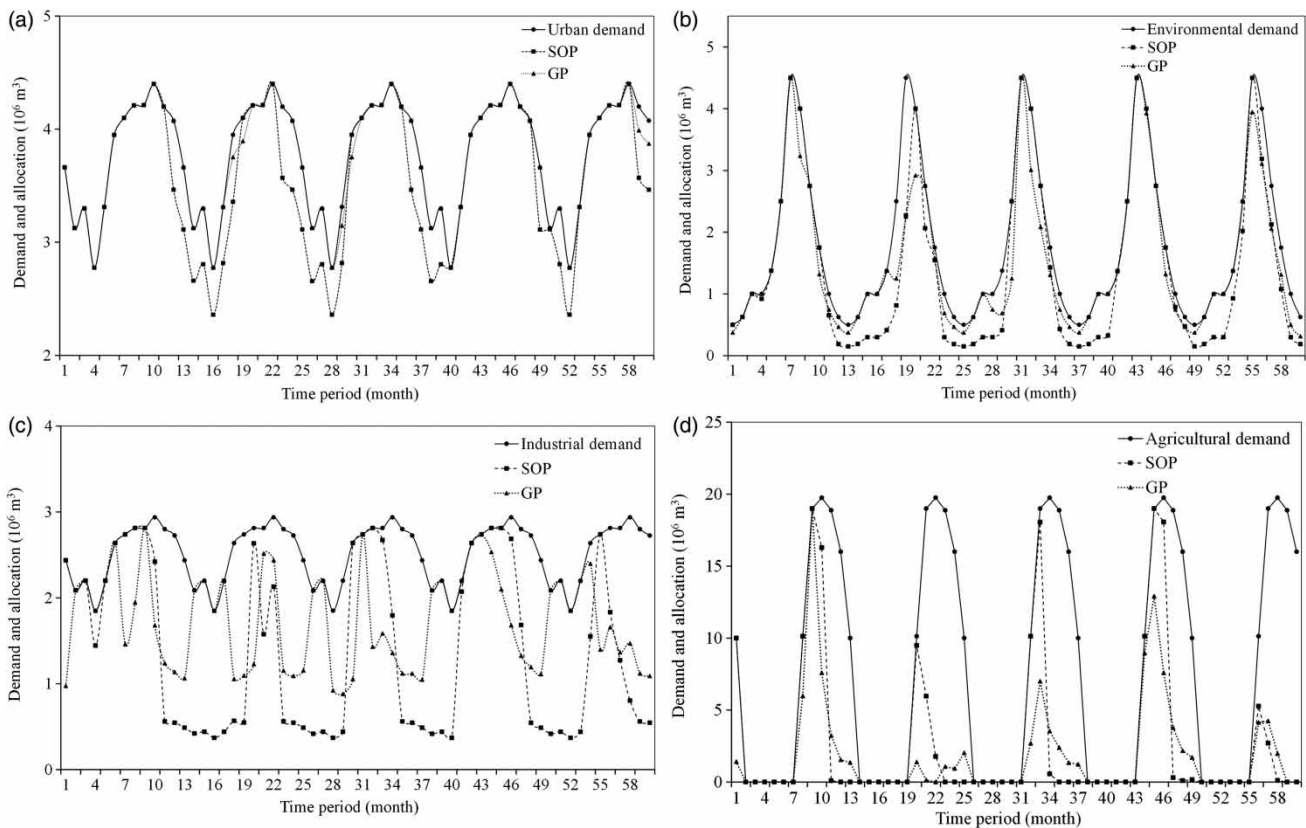 (a)
Demand and allocation (10⁶ m³)
5
4
3
2
Urban demand
SOP
GP
1 4 7 10 13 16 19 22 25 28 31 34 37 40 43 46 49 52 55 58
Time period (month)
(b)
Demand and allocation (10⁶ m³)
5
4
3
2
1
0
Environmental demand
SOP
GP
1 4 7 10 13 16 19 22 25 28 31 34 37 40 43 46 49 52 55 58
Time period (month)
(c)
Demand and allocation (10⁶ m³)
4
3
2
1
0
Industrial demand
SOP
GP
1 4 7 10 13 16 19 22 25 28 31 34 37 40 43 46 49 52 55 58
Time period (month)
(d)
Demand and allocation (10⁶ m³)
25
20
15
10
5
0
Agricultural demand
SOP
GP
1 4 7 10 13 16 19 22 25 28 31 34 37 40 43 46 49 52 55 58
Time period (month)